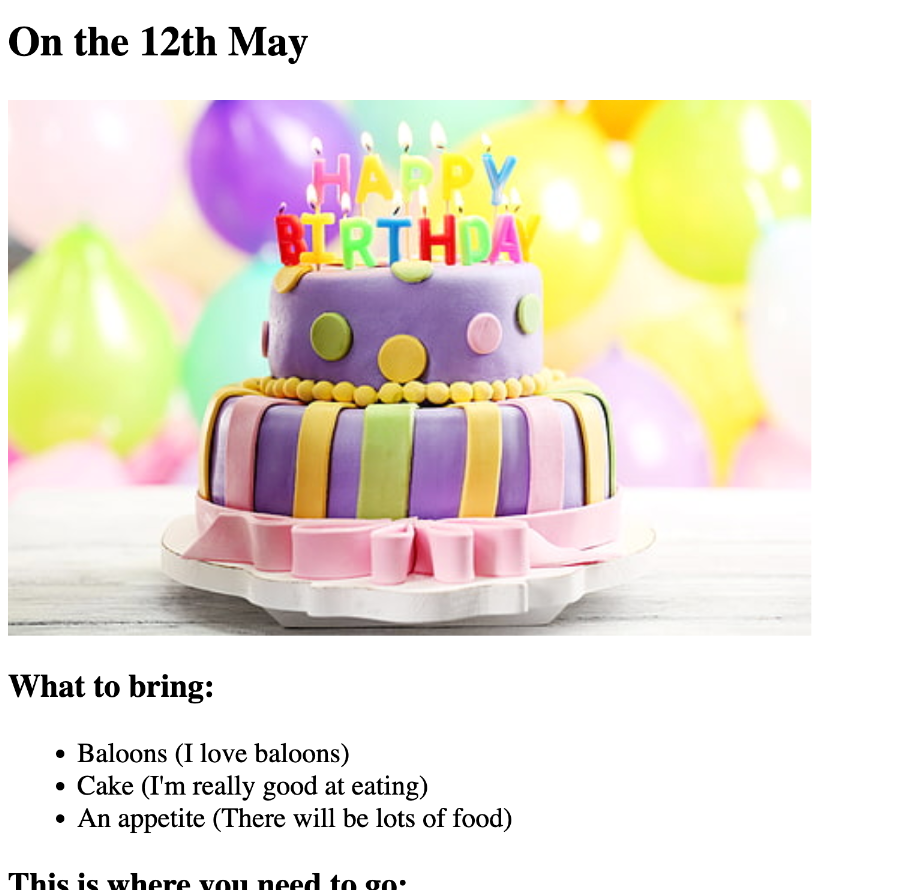 On the 12th May
HAPPY
BIRTHDAY
What to bring:
Baloons (I love baloons)
Cake (I'm really good at eating)
An appetite (There will be lots of food)
This is where you need to go: